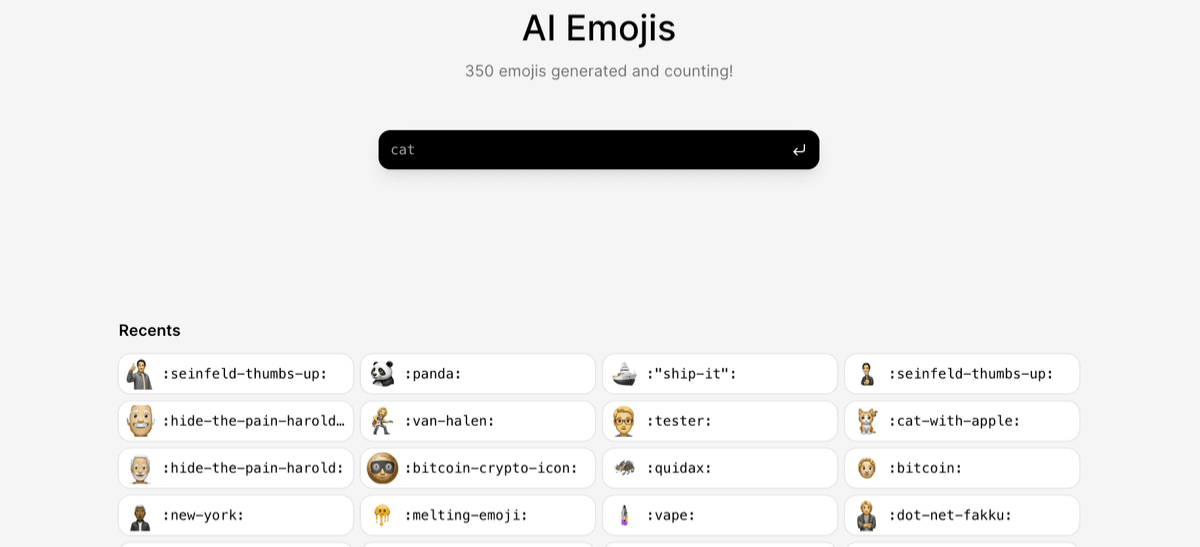 AI Emojis
350 emojis generated and counting!
cat
Recents
:seinfeld-thumbs-up:
:panda:
:"ship-it":
:seinfeld-thumbs-up:
:hide-the-pain-harold…
:van-halen:
:tester:
:cat-with-apple:
:hide-the-pain-harold:
:bitcoin-crypto-icon:
:quidax:
:bitcoin:
:new-york:
:melting-emoji:
:vape:
:dot-net-fakku: